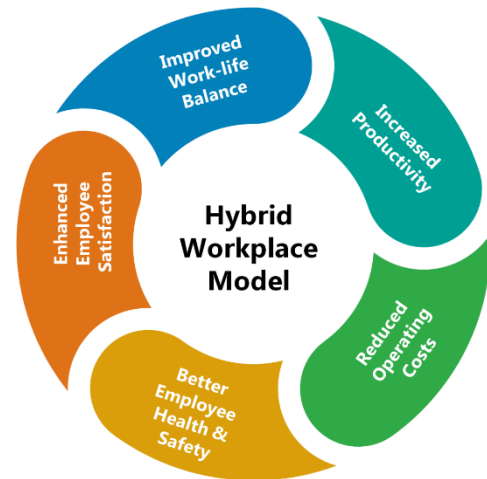 Improved
Work-life
Balance
Increased
Productivity
Reduced
Operating
Costs
Better
Employee
Health &
Safety
Enhanced
Employee
Satisfaction
Hybrid
Workplace
Model